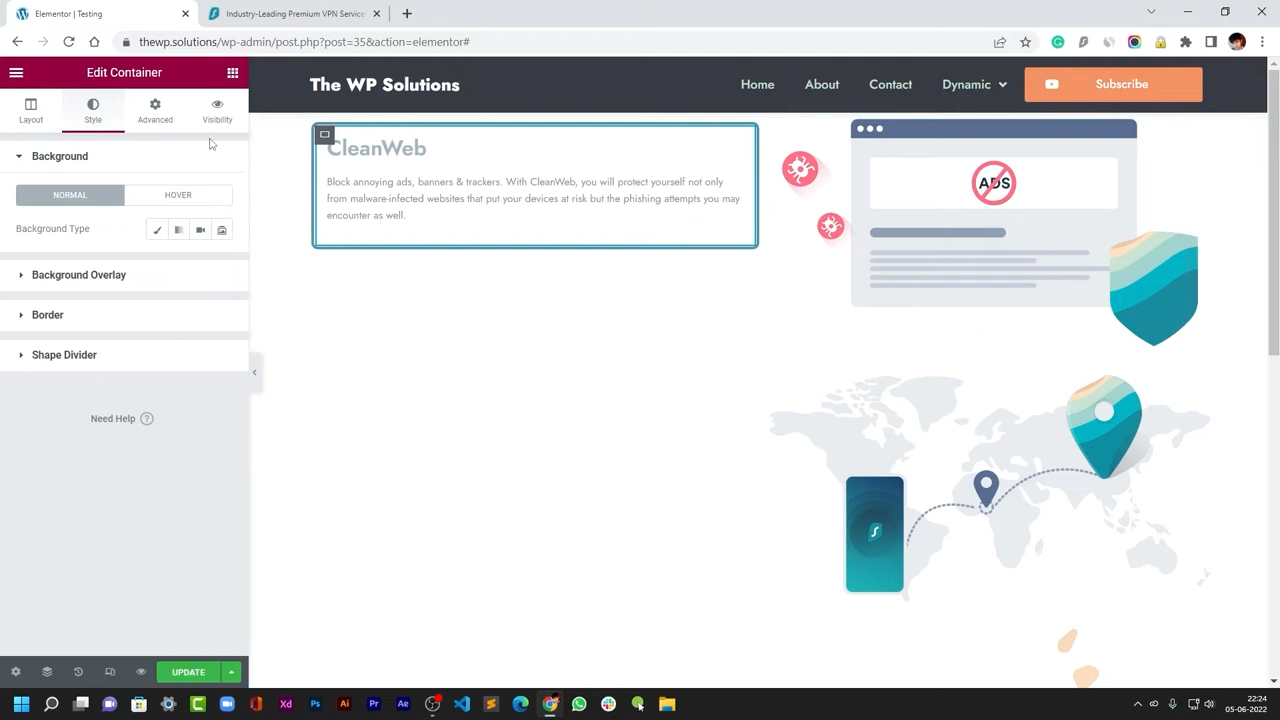 Elementor | Testing
Industry-Leading Premium VPN Service
thewp.solutions/wp-admin/post.php?post=35&action=elementor#
Edit Container
Layout
Style
Advanced
Visibility
Background
NORMAL
HOVER
Background Type
Background Overlay
Border
Shape Divider
Need Help
UPDATE
The WP Solutions
Home
About
Contact
Dynamic
Subscribe
CleanWeb
Block annoying ads, banners & trackers. With CleanWeb, you will protect yourself not only
from malware-infected websites that put your devices at risk but the phishing attempts you may
encounter as well.
ADS
22:24
05-06-2022